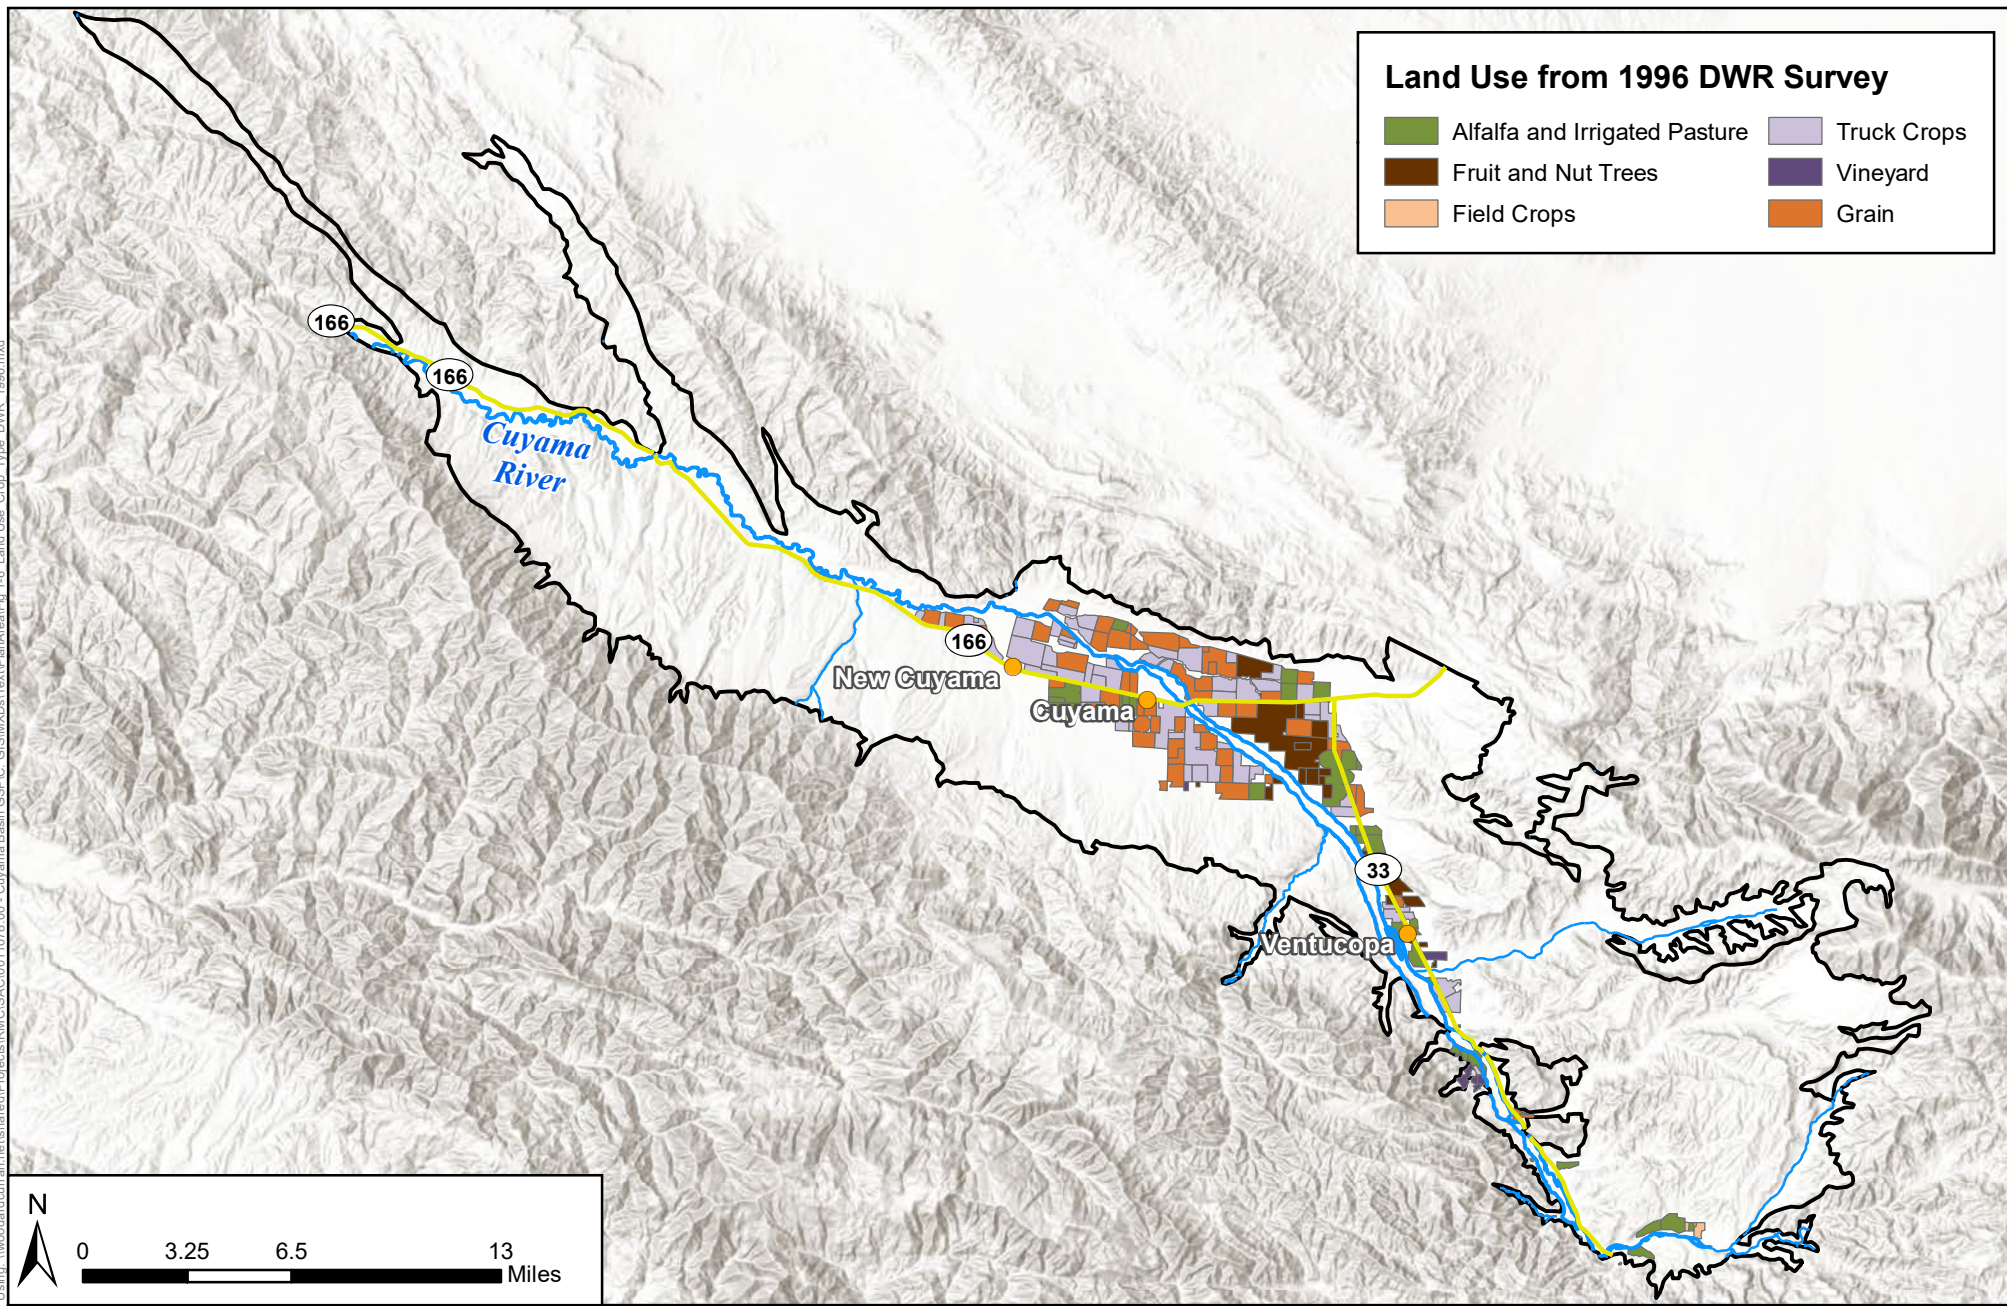 Land Use from 1996 DWR Survey
Alfalfa and Irrigated Pasture
Truck Crops
Fruit and Nut Trees
Vineyard
Field Crops
Grain
166
166
Cuyama
River
166
New Cuyama
Cuyama
33
Ventucopa
N
0 3.25 6.5 13
Miles